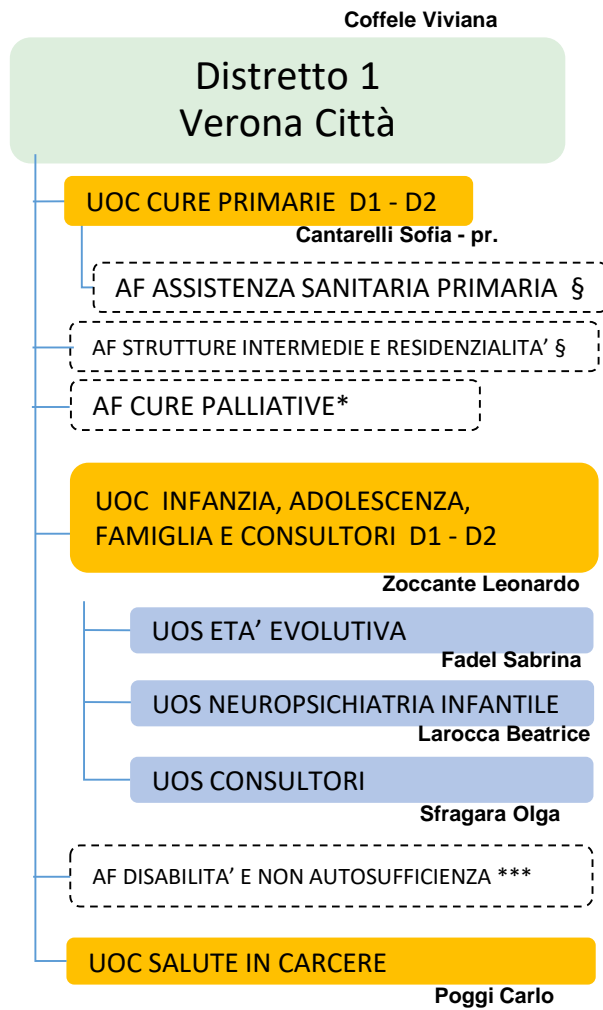 Coffele Viviana
Distretto 1
Verona Città
UOC CURE PRIMARIE D1 - D2
Cantarelli Sofia - pr.
AF ASSISTENZA SANITARIA PRIMARIA §
AF STRUTTURE INTERMEDIE E RESIDENZIALITA’ §
AF CURE PALLIATIVE*
UOC INFANZIA, ADOLESCENZA,
FAMIGLIA E CONSULTORI D1 - D2
Zoccante Leonardo
UOS ETA’ EVOLUTIVA
Fadel Sabrina
UOS NEUROPSICHIATRIA INFANTILE
Larocca Beatrice
UOS CONSULTORI
Sfragara Olga
AF DISABILITA’ E NON AUTOSUFFICIENZA ***
UOC SALUTE IN CARCERE
Poggi Carlo